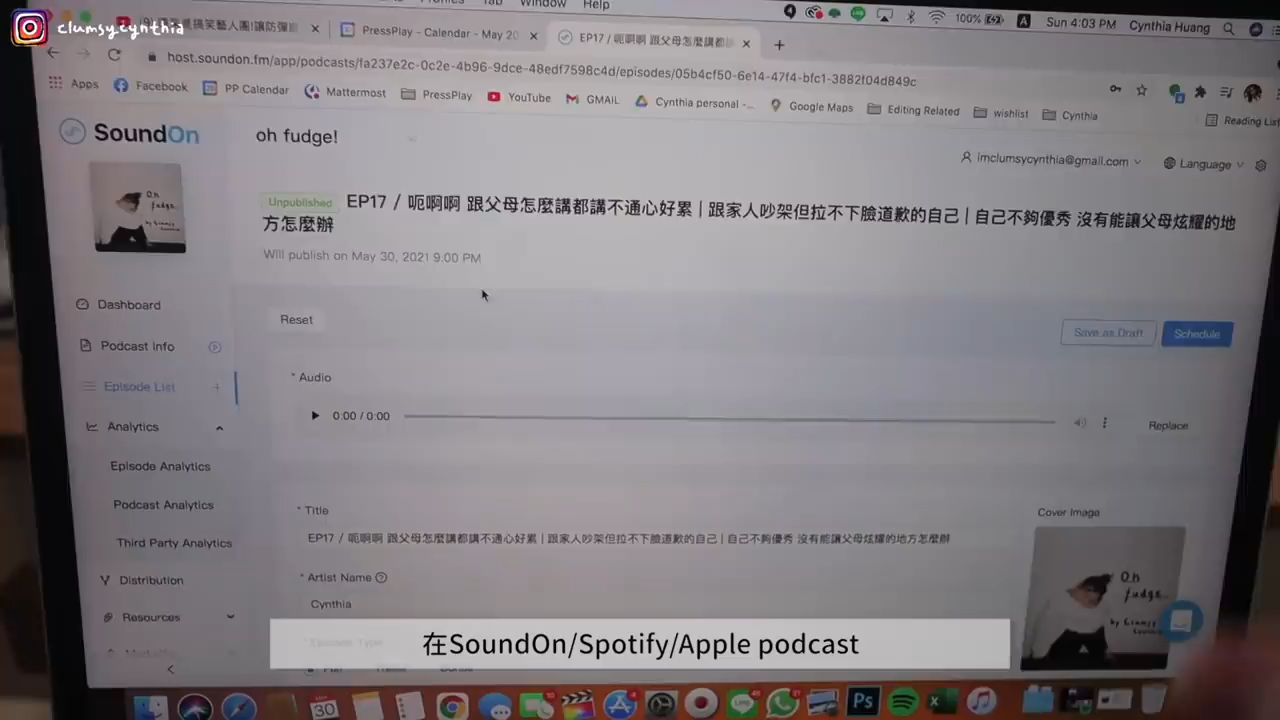 clumsycynthia
Tab Window Help
100% Sun 4:03 PM Cynthia Huang
PressPlay - Calendar - May 20
EP17 / 呃啊啊 跟父母怎麼講都
host.soundon.fm/app/podcasts/fa237e2c-0c2e-4b96-9dce-48edf7598c4d/episodes/05b4cf50-6e14-47f4-bfc1-3882f04d849c
Apps Facebook PP Calendar Mattermost PressPlay YouTube GMAIL Cynthia personal -... Google Maps Editing Related wishlist Cynthia
Reading List
SoundOn
oh fudge!
imclumsycynthia@gmail.com Language
Oh
fudge.
Unpublished EP17 / 呃啊啊 跟父母怎麼講都講不通心好累 | 跟家人吵架但拉不下臉道歉的自己 | 自己不夠優秀 沒有能讓父母炫耀的地
方怎麼辦
Will publish on May 30, 2021 9:00 PM
Dashboard
Podcast Info
Episode List +
Analytics
Episode Analytics
Podcast Analytics
Third Party Analytics
Distribution
Resources
Reset
Save as Draft Schedule
* Audio
0:00 / 0:00
Replace
* Title
EP17 / 呃啊啊 跟父母怎麼講都講不通心好累 | 跟家人吵架但拉不下臉道歉的自己 | 自己不夠優秀 沒有能讓父母炫耀的地方怎麼辦
Cover Image
Oh
fudge.
* Artist Name
Cynthia
在SoundOn/Spotify/Apple podcast
30
Ps